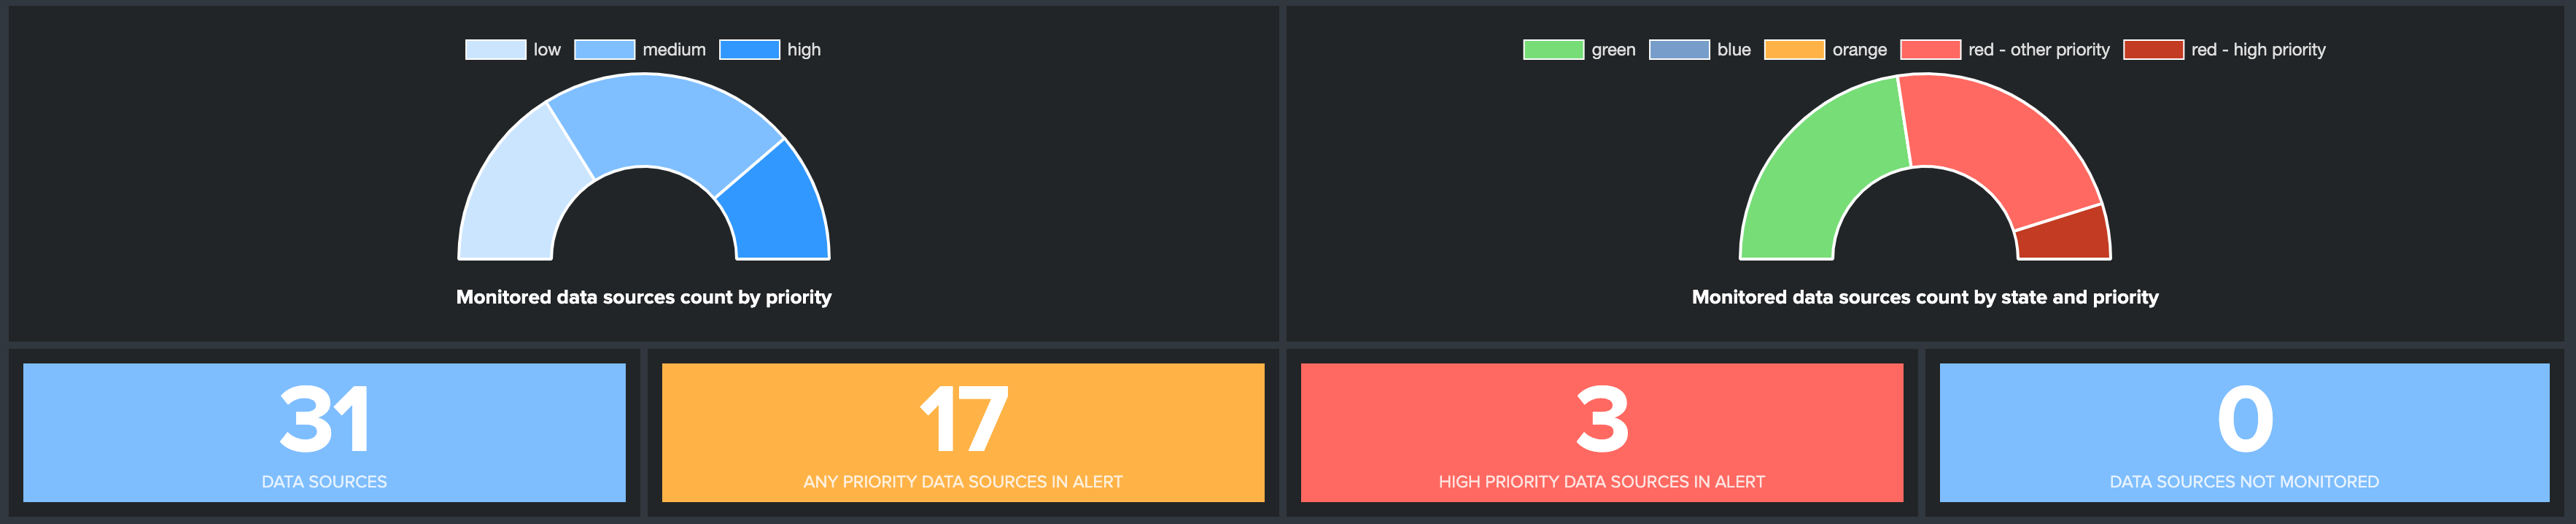 low medium high
Monitored data sources count by priority
green blue orange red - other priority red - high priority
Monitored data sources count by state and priority
31
DATA SOURCES
17
ANY PRIORITY DATA SOURCES IN ALERT
3
HIGH PRIORITY DATA SOURCES IN ALERT
0
DATA SOURCES NOT MONITORED